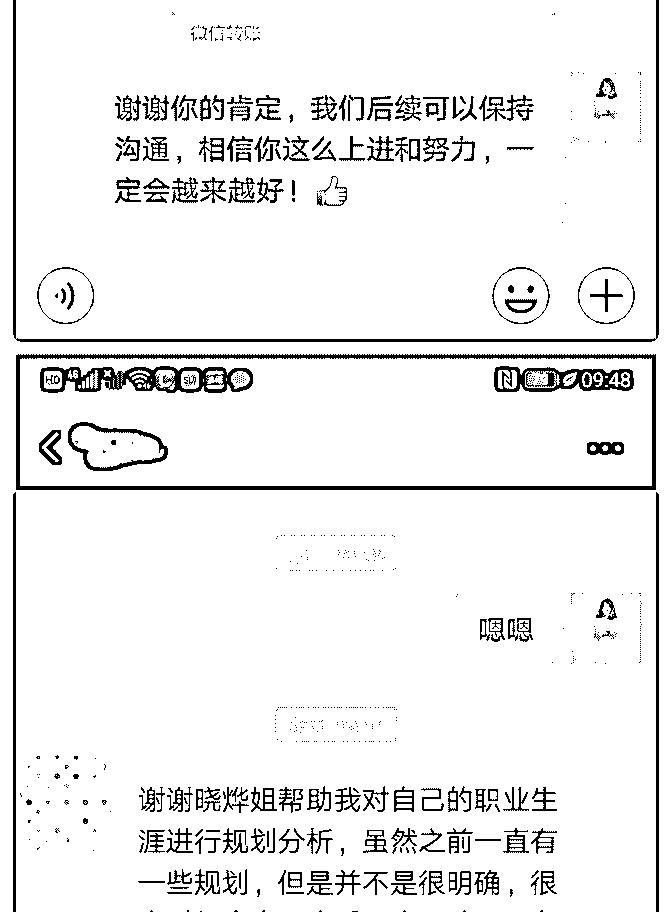 微信转账
谢谢你的肯定，我们后续可以保持
沟通，相信你这么上进和努力，一
定会越来越好！👍
09:48
嗯嗯
谢谢晓烨姐帮助我对自己的职业生
涯进行规划分析，虽然之前一直有
一些规划，但是并不是很明确，很